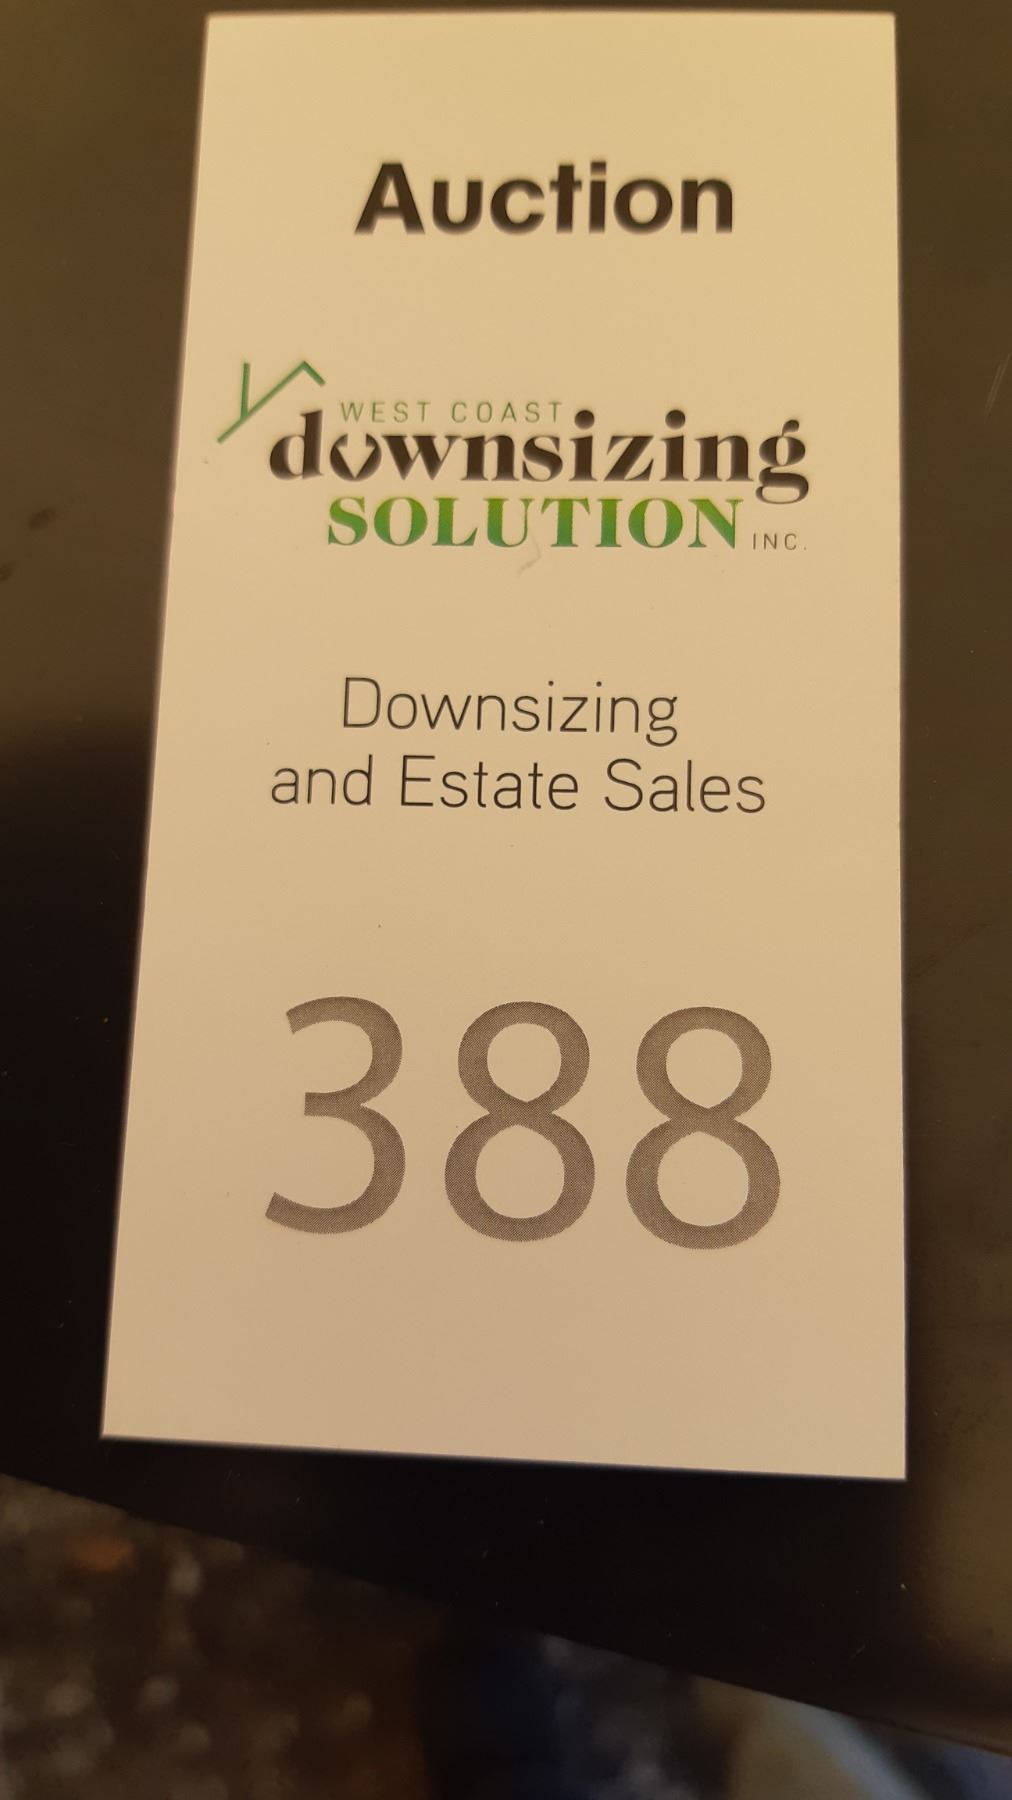 Auction
WEST COAST
downsizing
SOLUTION INC.
Downsizing
and Estate Sales
388